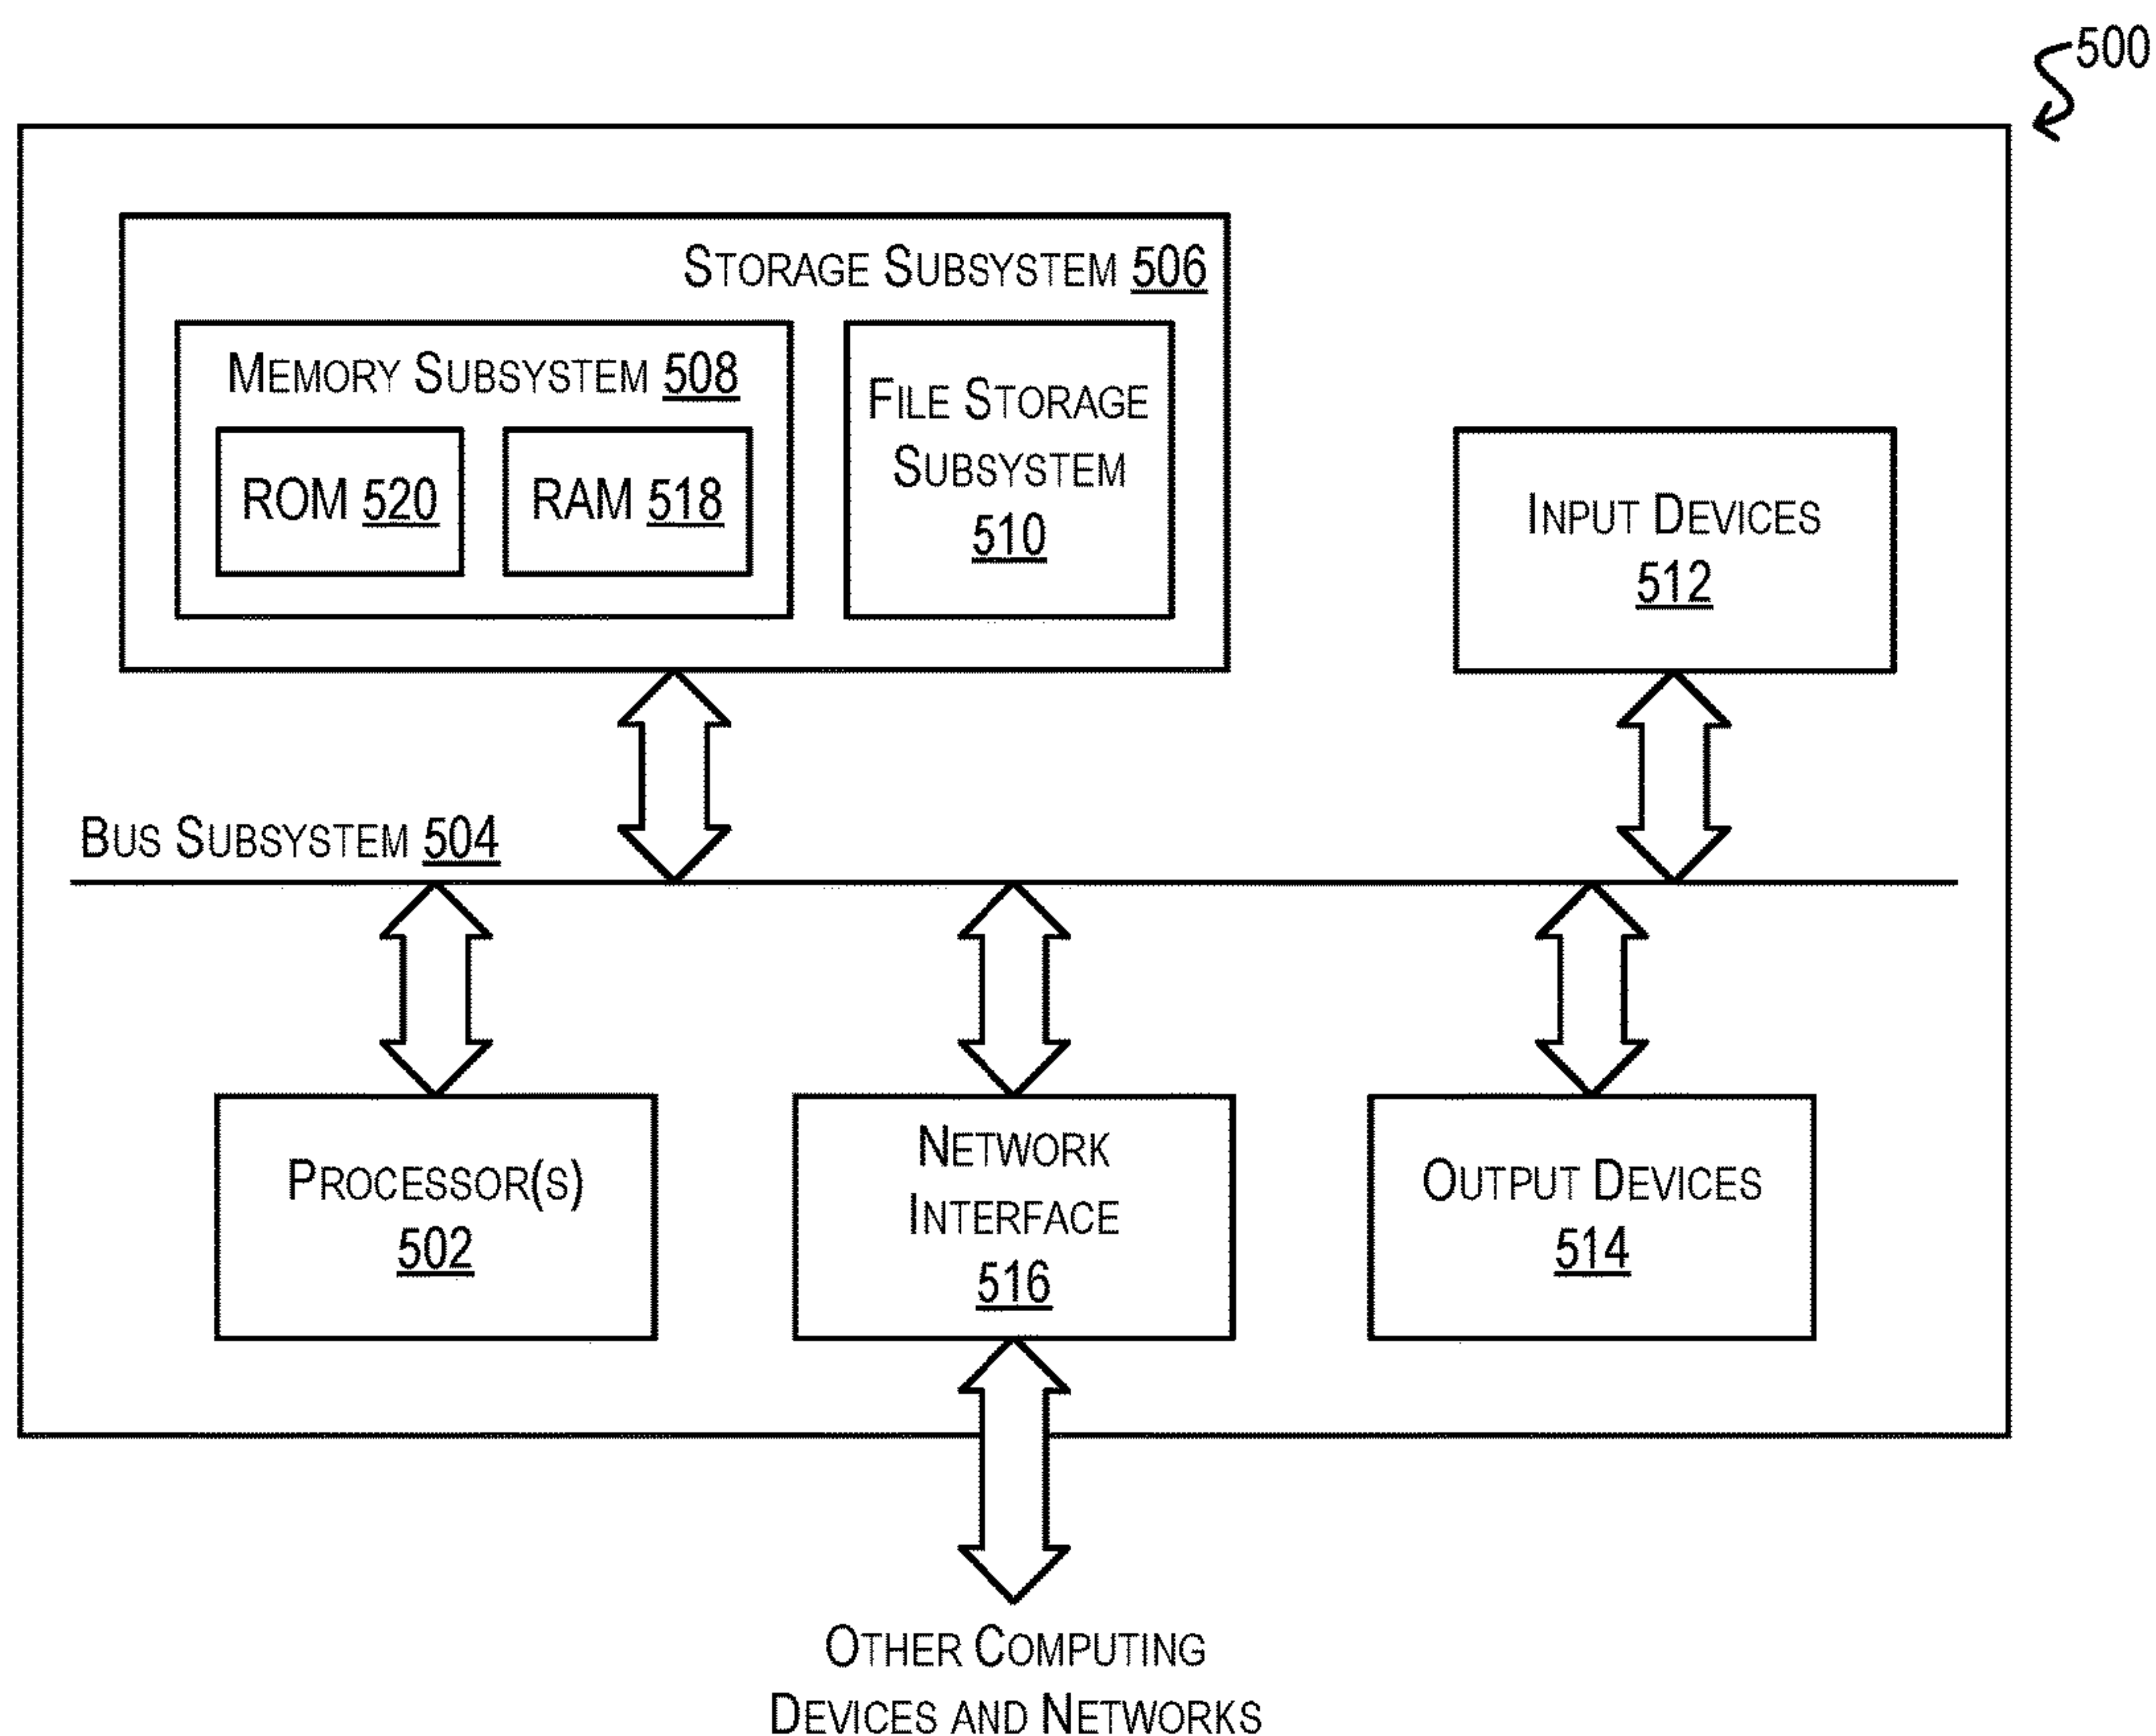 500
STORAGE SUBSYSTEM 506
MEMORY SUBSYSTEM 508
ROM 520
RAM 518
FILE STORAGE
SUBSYSTEM
510
INPUT DEVICES
512
BUS SUBSYSTEM 504
PROCESSOR(S)
502
NETWORK
INTERFACE
516
OUTPUT DEVICES
514
OTHER COMPUTING
DEVICES AND NETWORKS